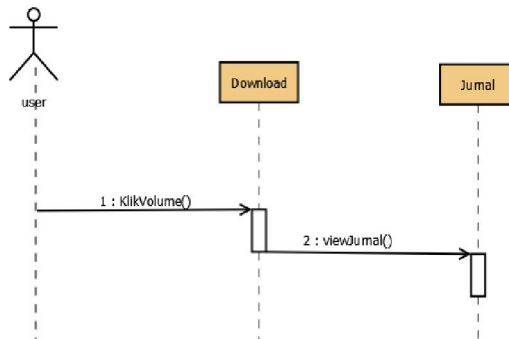 user
Download
Jurnal
1 : KlikVolume()
2 : viewJurnal()